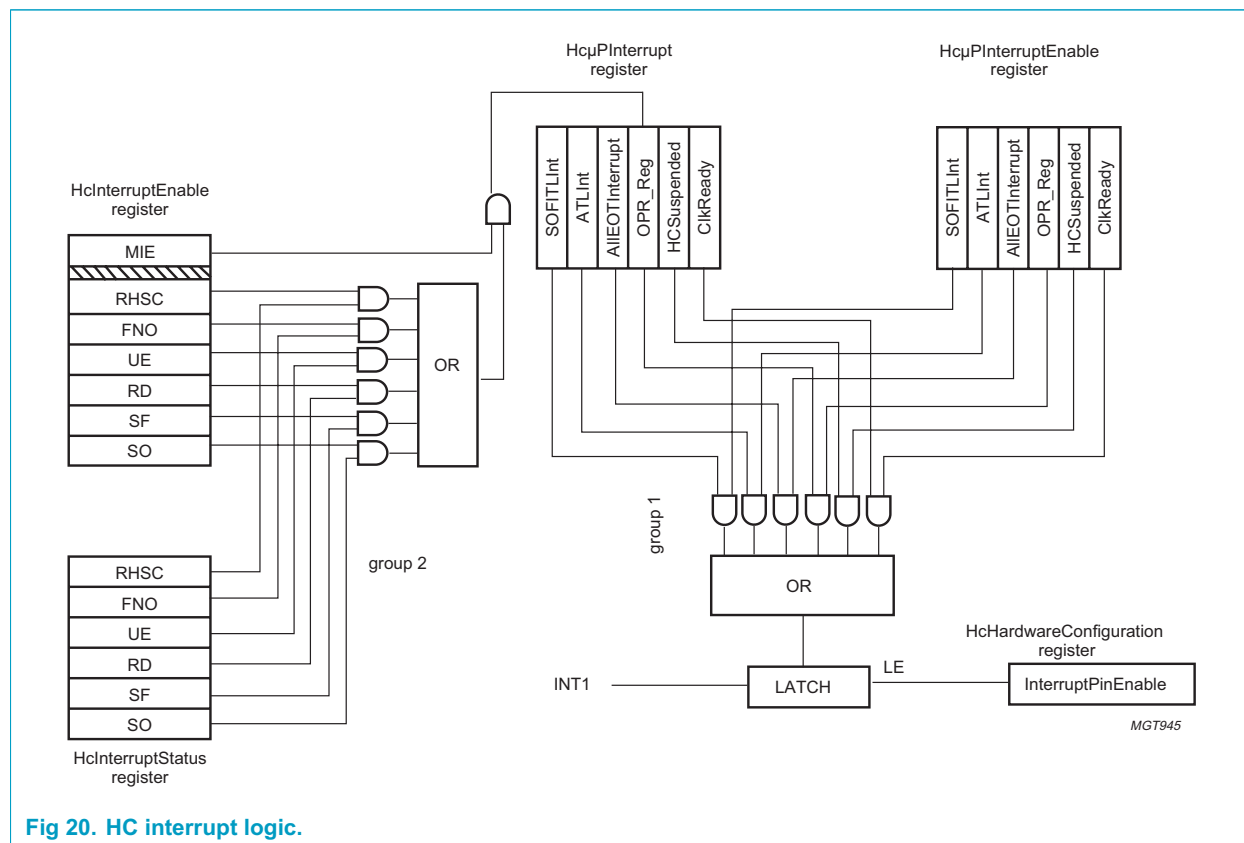 HcµPInterrupt
register
HcµPInterruptEnable
register
SOFITLInt
ATLInt
AllEOTInterrupt
OPR_Reg
HCSuspended
ClkReady
SOFITLInt
ATLInt
AllEOTInterrupt
OPR_Reg
HCSuspended
ClkReady
HcInterruptEnable
register
MIE
RHSC
FNO
UE
RD
SF
SO
OR
group 2
RHSC
FNO
UE
RD
SF
SO
HcInterruptStatus
register
group 1
OR
HcHardwareConfiguration
register
INT1
LATCH
LE
InterruptPinEnable
MGT945
Fig 20. HC interrupt logic.